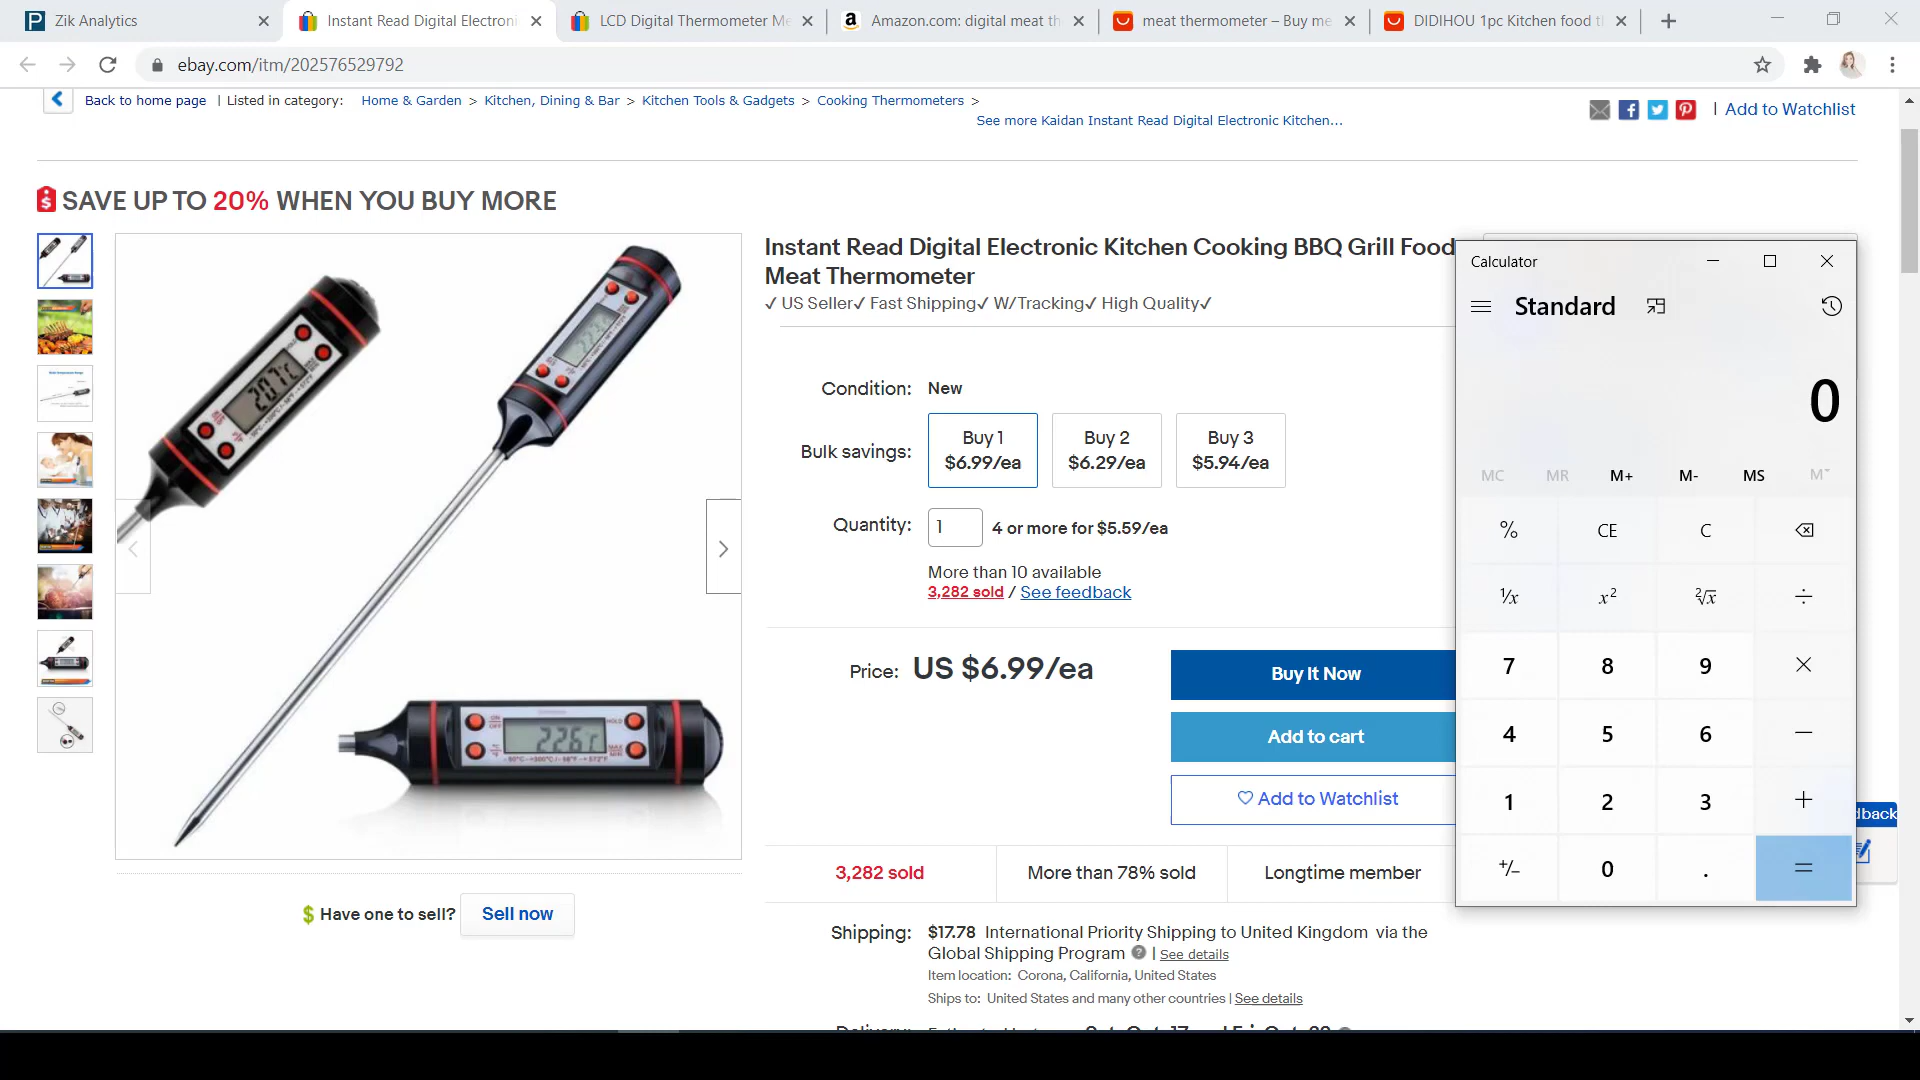 Zik Analytics
Instant Read Digital Electroni
LCD Digital Thermometer Me
Amazon.com: digital meat th
meat thermometer – Buy me
DIDIHOU 1pc Kitchen food t
ebay.com/itm/202576529792
Back to home page | Listed in category: Home & Garden > Kitchen, Dining & Bar > Kitchen Tools & Gadgets > Cooking Thermometers >
See more Kaidan Instant Read Digital Electronic Kitchen...
| Add to Watchlist
SAVE UP TO 20% WHEN YOU BUY MORE
Instant Read Digital Electronic Kitchen Cooking BBQ Grill Food
Meat Thermometer
✓ US Seller✓ Fast Shipping✓ W/Tracking✓ High Quality✓
Condition: New
Bulk savings:
Buy 1
$6.99/ea
Buy 2
$6.29/ea
Buy 3
$5.94/ea
Quantity: 1 4 or more for $5.59/ea
More than 10 available
3,282 sold / See feedback
Price: US $6.99/ea
Buy It Now
Add to cart
Add to Watchlist
3,282 sold
More than 78% sold
Longtime member
Shipping: $17.78 International Priority Shipping to United Kingdom via the
Global Shipping Program | See details
Item location: Corona, California, United States
Ships to: United States and many other countries | See details
$ Have one to sell? Sell now
Calculator
Standard
0
MC MR M+ M- MS M˅
% CE C
¹/x x² ²√x ÷
7 8 9 ×
4 5 6 −
1 2 3 +
+/− 0 . =
dback